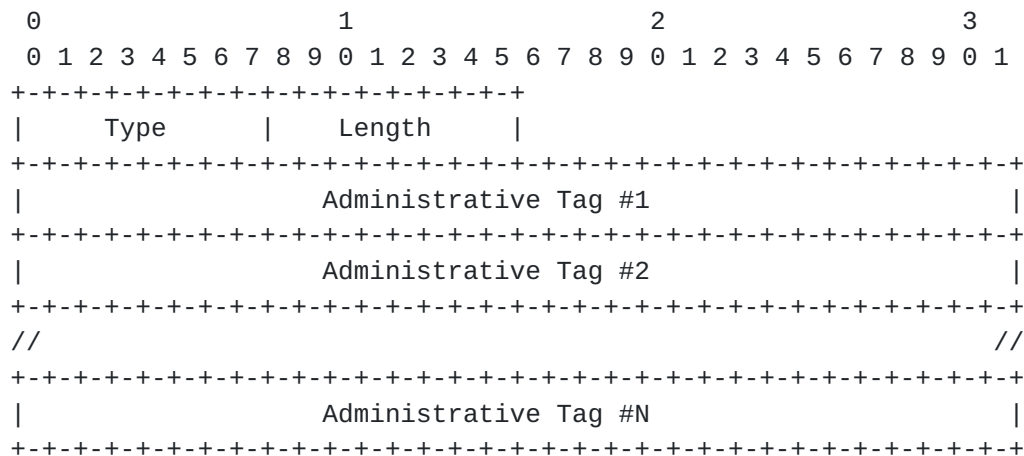 0                   1                   2                   3
 0 1 2 3 4 5 6 7 8 9 0 1 2 3 4 5 6 7 8 9 0 1 2 3 4 5 6 7 8 9 0 1
+-+-+-+-+-+-+-+-+-+-+-+-+-+-+-+-+
|     Type      |    Length     |
+-+-+-+-+-+-+-+-+-+-+-+-+-+-+-+-+-+-+-+-+-+-+-+-+-+-+-+-+-+-+-+-+
|                   Administrative Tag #1                       |
+-+-+-+-+-+-+-+-+-+-+-+-+-+-+-+-+-+-+-+-+-+-+-+-+-+-+-+-+-+-+-+-+
|                   Administrative Tag #2                       |
+-+-+-+-+-+-+-+-+-+-+-+-+-+-+-+-+-+-+-+-+-+-+-+-+-+-+-+-+-+-+-+-+
//                                                             //
+-+-+-+-+-+-+-+-+-+-+-+-+-+-+-+-+-+-+-+-+-+-+-+-+-+-+-+-+-+-+-+-+
|                   Administrative Tag #N                       |
+-+-+-+-+-+-+-+-+-+-+-+-+-+-+-+-+-+-+-+-+-+-+-+-+-+-+-+-+-+-+-+-+